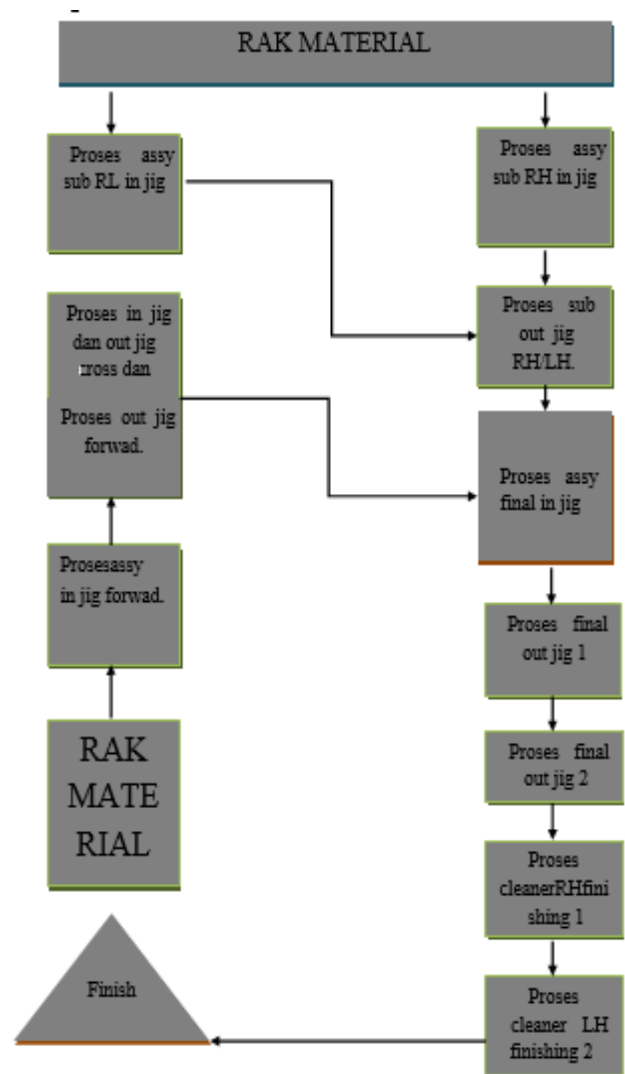 RAK MATERIAL
Proses assy
sub RL in jig
Proses assy
sub RH in jig
Proses in jig
dan out jig
cross dan
Proses out jig
forwad.
Proses sub
out jig
RH/LH.
Proses assy
final in jig
Prosesassy
in jig forwad.
Proses final
out jig 1
RAK
MATE
RIAL
Proses final
out jig 2
Proses
cleanerRHfini
shing 1
Finish
Proses
cleaner LH
finishing 2